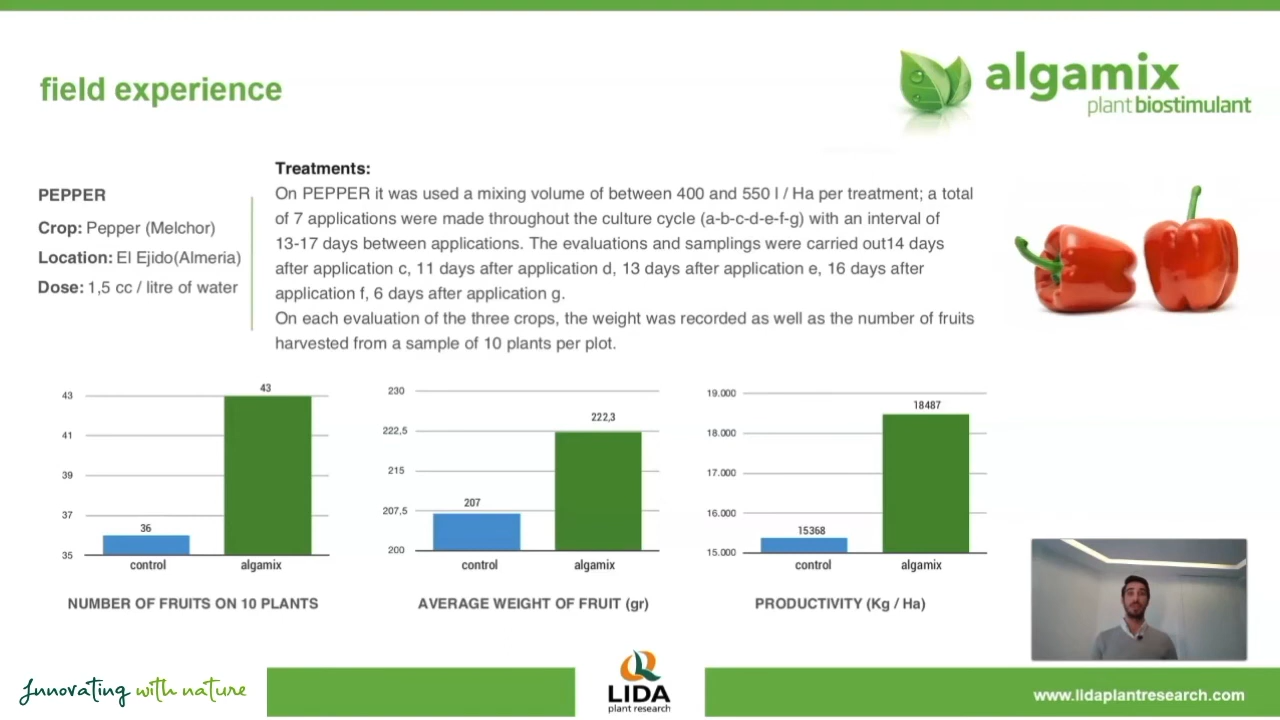 field experience
algamix
plant biostimulant
PEPPER
Crop: Pepper (Melchor)
Location: El Ejido(Almeria)
Dose: 1,5 cc / litre of water
Treatments:
On PEPPER it was used a mixing volume of between 400 and 550 l / Ha per treatment; a total
of 7 applications were made throughout the culture cycle (a-b-c-d-e-f-g) with an interval of
13-17 days between applications. The evaluations and samplings were carried out14 days
after application c, 11 days after application d, 13 days after application e, 16 days after
application f, 6 days after application g.
On each evaluation of the three crops, the weight was recorded as well as the number of fruits
harvested from a sample of 10 plants per plot.
43
41
39
37
35
36
43
control
algamix
NUMBER OF FRUITS ON 10 PLANTS
230
222,5
215
207,5
200
207
222,3
control
algamix
AVERAGE WEIGHT OF FRUIT (gr)
19.000
18.000
17.000
16.000
15.000
15368
18487
control
algamix
PRODUCTIVITY (Kg / Ha)
Innovating with nature
LIDA
plant research
www.lidaplantresearch.com